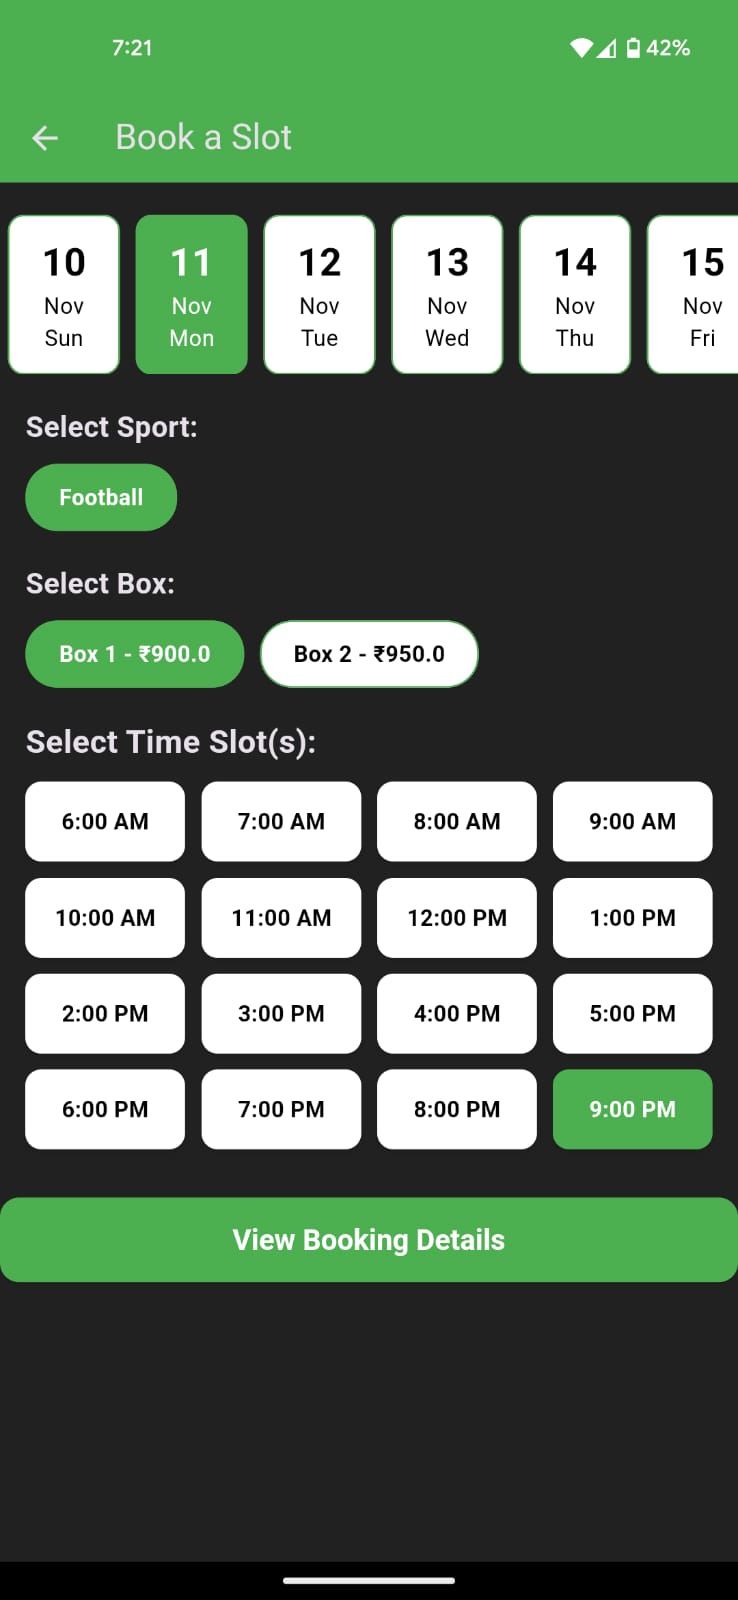 7:21 42%
Book a Slot
10 11 12 13 14 15
Nov Nov Nov Nov Nov Nov
Sun Mon Tue Wed Thu Fri
Select Sport:
Football
Select Box:
Box 1 - ₹900.0 Box 2 - ₹950.0
Select Time Slot(s):
6:00 AM 7:00 AM 8:00 AM 9:00 AM
10:00 AM 11:00 AM 12:00 PM 1:00 PM
2:00 PM 3:00 PM 4:00 PM 5:00 PM
6:00 PM 7:00 PM 8:00 PM 9:00 PM
View Booking Details